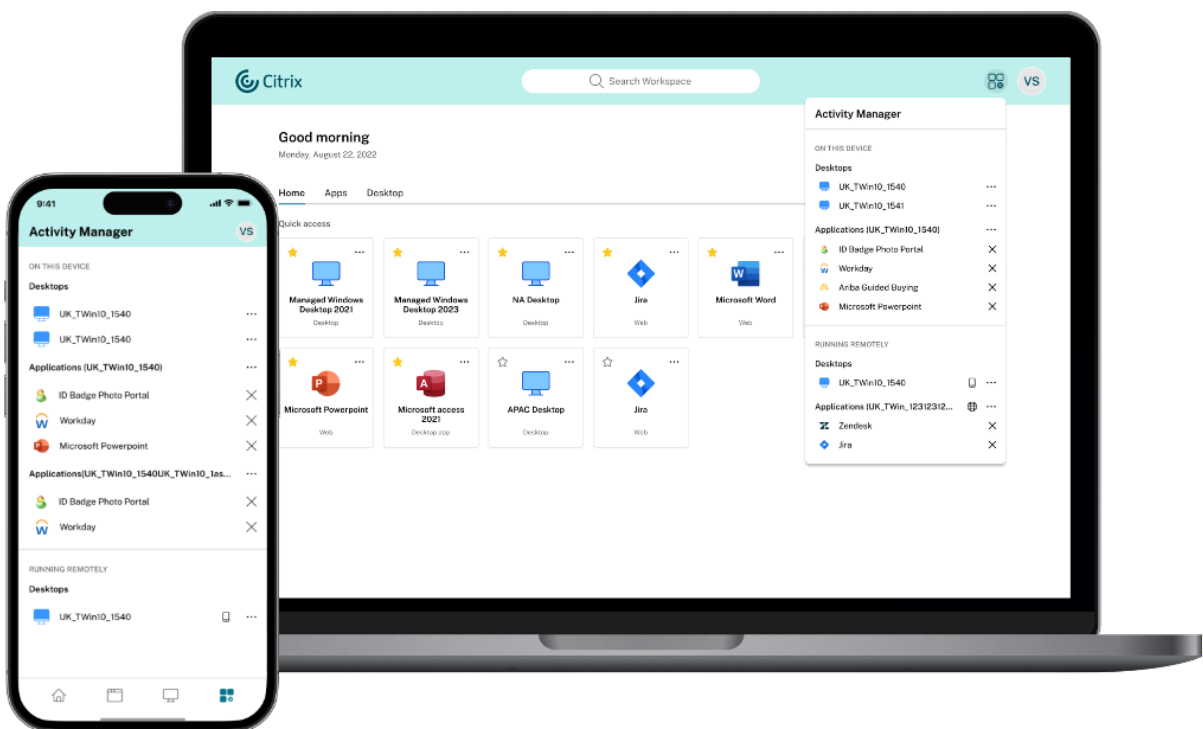 Citrix
Search Workspace
VS
Good morning
Monday, August 22, 2022
Home Apps Desktop
Quick access
...
Managed Windows
Desktop 2021
Desktop
...
Managed Windows
Desktop 2023
Desktop
...
NA Desktop
Desktop
...
Jira
Web
...
W
Microsoft Word
Web
...
P
Microsoft Powerpoint
Web
...
A
Microsoft access
2021
Desktop app
...
APAC Desktop
Desktop
...
Jira
Web
Activity Manager
ON THIS DEVICE
Desktops
UK_TWin10_1540 ...
UK_TWin10_1541 ...
Applications (UK_TWin10_1540) ...
ID Badge Photo Portal
Workday
Ariba Guided Buying
Microsoft Powerpoint
RUNNING REMOTELY
Desktops
UK_TWin10_1540 ...
Applications (UK_TWin_12312312... ...
Zendesk
Jira
9:41
Activity Manager VS
ON THIS DEVICE
Desktops
UK_TWin10_1540 ...
UK_TWin10_1540 ...
Applications (UK_TWin10_1540) ...
ID Badge Photo Portal
Workday
Microsoft Powerpoint
Applications(UK_TWin10_1540UK_TWin10_1as... ...
ID Badge Photo Portal
Workday
RUNNING REMOTELY
Desktops
UK_TWin10_1540 ...